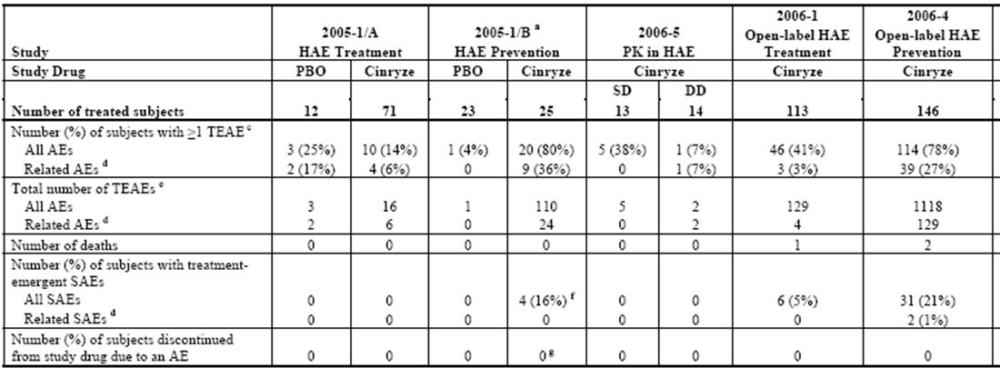 2005-1/A 2005-1/B a 2006-5 2006-1 Open-label HAE 2006-4 Open-label HAE
Study HAE Treatment HAE Prevention PK in HAE Treatment Prevention
Study Drug PBO Cinryze PBO Cinryze Cinryze Cinryze Cinryze
SD DD
Number of treated subjects 12 71 23 25 13 14 113 146
Number (%) of subjects with ≥1 TEAE c
All AEs 3 (25%) 10 (14%) 1 (4%) 20 (80%) 5 (38%) 1 (7%) 46 (41%) 114 (78%)
Related AEs d 2 (17%) 4 (6%) 0 9 (36%) 0 1 (7%) 3 (3%) 39 (27%)
Total number of TEAEs e
All AEs 3 16 1 110 5 2 129 1118
Related AEs d 2 6 0 24 0 2 4 129
Number of deaths 0 0 0 0 0 0 1 2
Number (%) of subjects with treatment-
emergent SAEs
All SAEs 0 0 0 4 (16%) f 0 0 6 (5%) 31 (21%)
Related SAEs d 0 0 0 0 0 0 0 2 (1%)
Number (%) of subjects discontinued
from study drug due to an AE 0 0 0 0 g 0 0 0 0